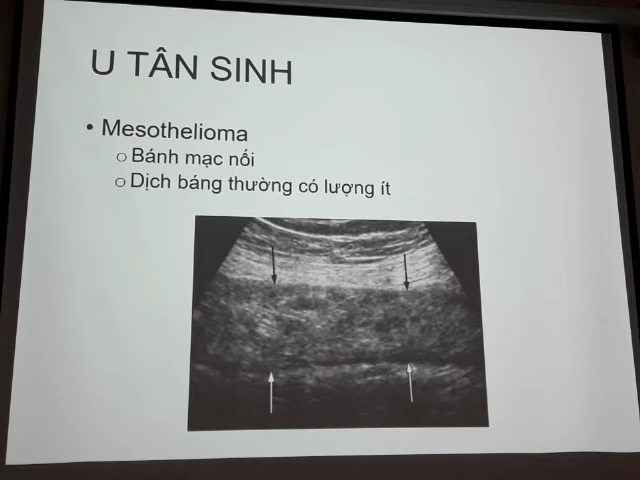 U TÂN SINH
• Mesothelioma
o Bánh mạc nối
o Dịch báng thường có lượng ít